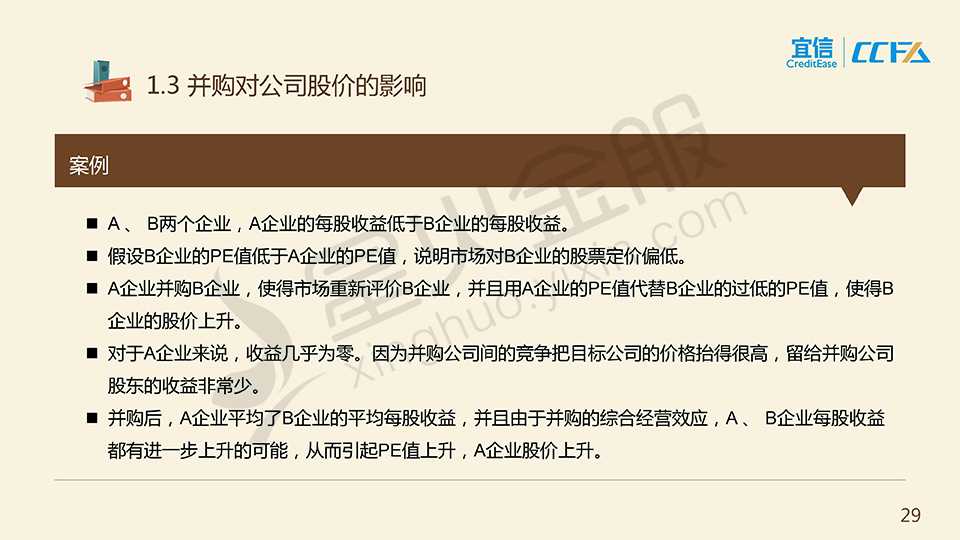 宜信
CreditEase
CCFA
1.3 并购对公司股价的影响
案例
■ A 、 B两个企业，A企业的每股收益低于B企业的每股收益。
■ 假设B企业的PE值低于A企业的PE值，说明市场对B企业的股票定价偏低。
■ A企业并购B企业，使得市场重新评价B企业，并且用A企业的PE值代替B企业的过低的PE值，使得B
企业的股价上升。
■ 对于A企业来说，收益几乎为零。因为并购公司间的竞争把目标公司的价格抬得很高，留给并购公司
股东的收益非常少。
■ 并购后，A企业平均了B企业的平均每股收益，并且由于并购的综合经营效应，A 、 B企业每股收益
都有进一步上升的可能，从而引起PE值上升，A企业股价上升。
星火金服
xinghuo.yixin.com
29